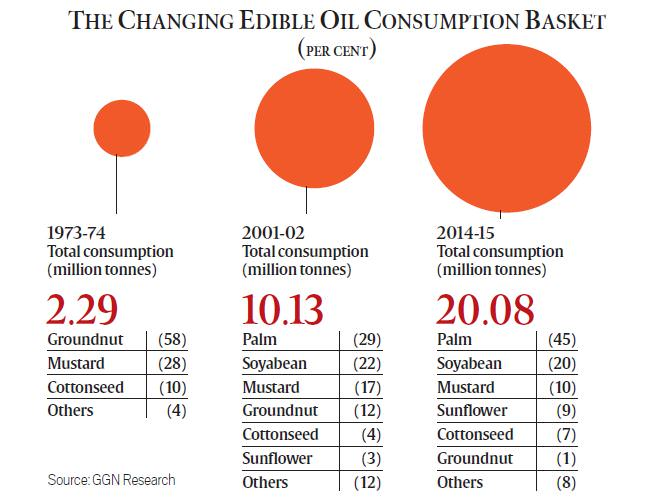 THE CHANGING EDIBLE OIL CONSUMPTION BASKET
(PER CENT)
1973-74
Total consumption
(million tonnes)
2.29
Groundnut (58)
Mustard (28)
Cottonseed (10)
Others (4)
2001-02
Total consumption
(million tonnes)
10.13
Palm (29)
Soyabean (22)
Mustard (17)
Groundnut (12)
Cottonseed (4)
Sunflower (3)
Others (12)
2014-15
Total consumption
(million tonnes)
20.08
Palm (45)
Soyabean (20)
Mustard (10)
Sunflower (9)
Cottonseed (7)
Groundnut (1)
Others (8)
Source: GGN Research